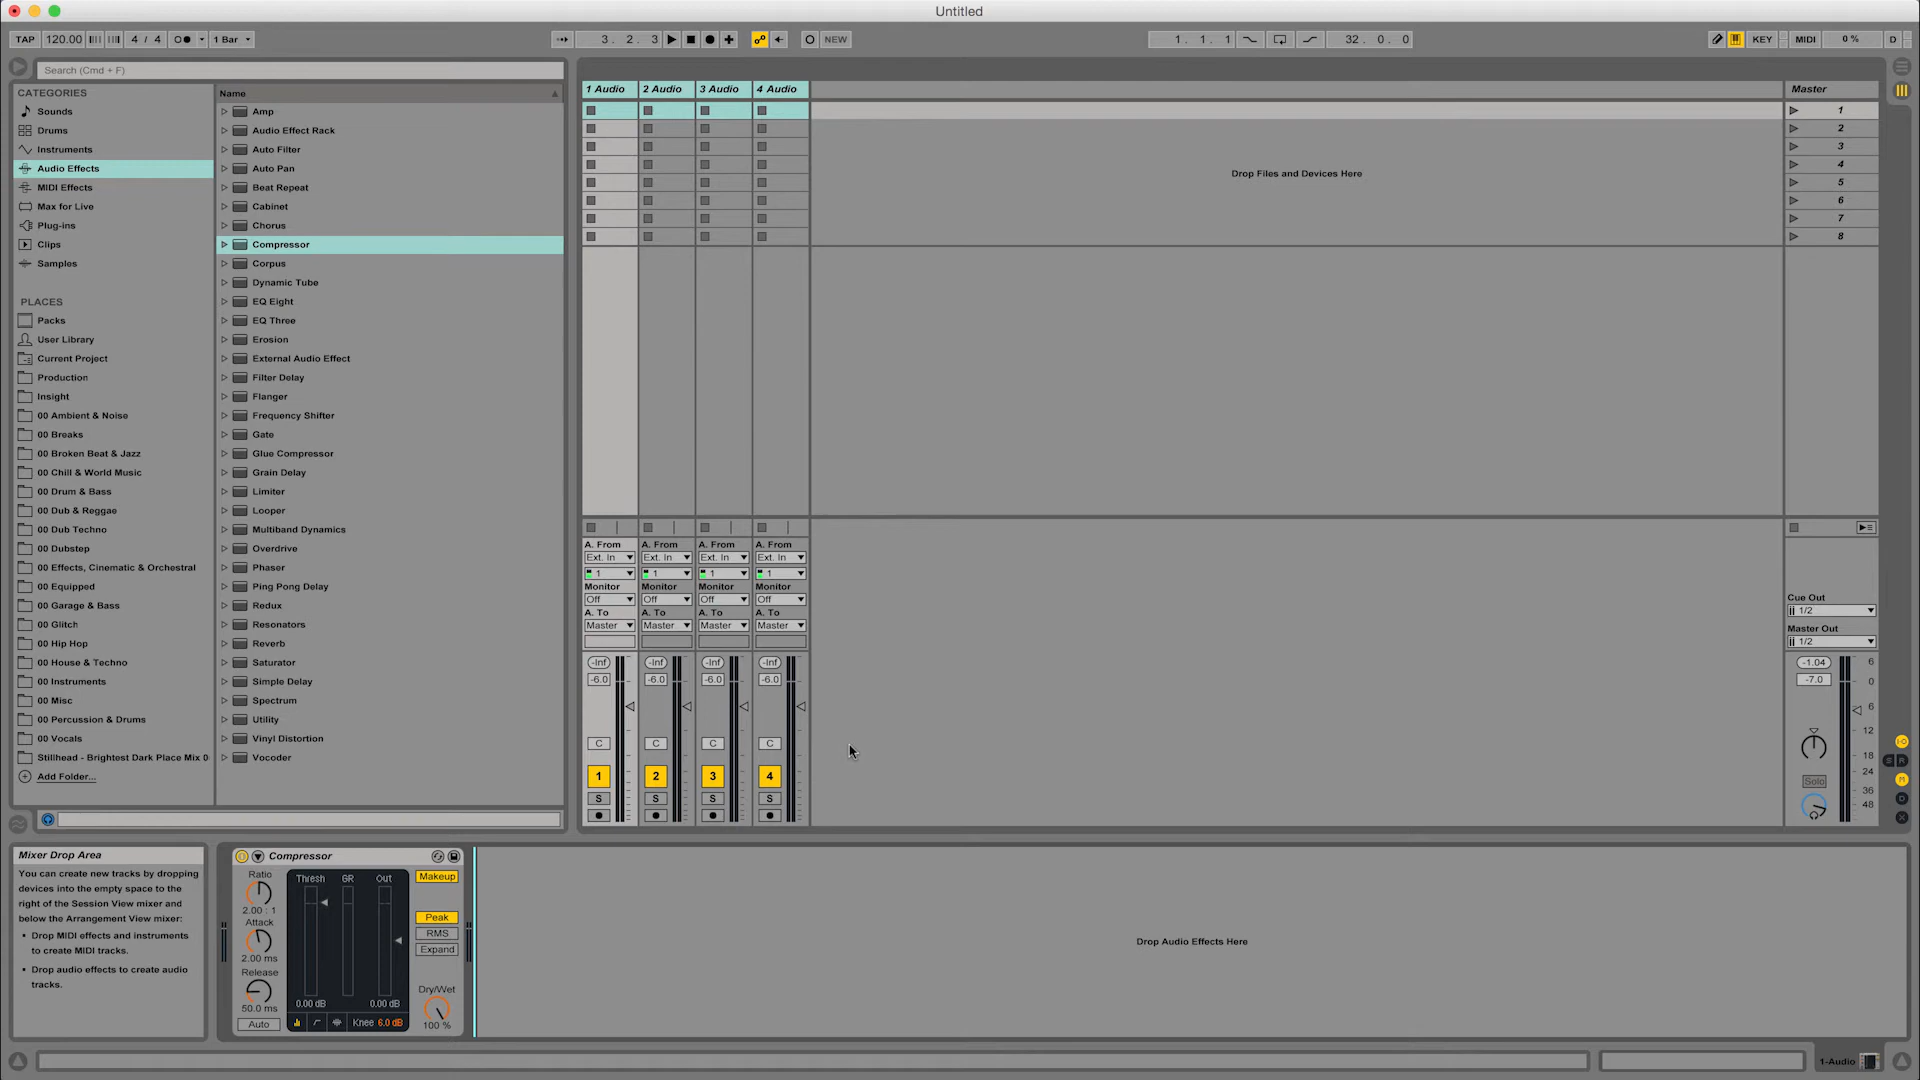 Untitled
TAP 120.00 4 / 4 1 Bar 3. 2. 3 NEW 1. 1. 1 32. 0. 0 KEY MIDI 0 % D
Search (Cmd + F)
CATEGORIES
Sounds
Drums
Instruments
Audio Effects
MIDI Effects
Max for Live
Plug-ins
Clips
Samples
PLACES
Packs
User Library
Current Project
Production
Insight
00 Ambient & Noise
00 Breaks
00 Broken Beat & Jazz
00 Chill & World Music
00 Drum & Bass
00 Dub & Reggae
00 Dub Techno
00 Dubstep
00 Effects, Cinematic & Orchestral
00 Equipped
00 Garage & Bass
00 Glitch
00 Hip Hop
00 House & Techno
00 Instruments
00 Misc
00 Percussion & Drums
00 Vocals
Stillhead - Brightest Dark Place Mix 0
Add Folder...
Name
Amp
Audio Effect Rack
Auto Filter
Auto Pan
Beat Repeat
Cabinet
Chorus
Compressor
Corpus
Dynamic Tube
EQ Eight
EQ Three
Erosion
External Audio Effect
Filter Delay
Flanger
Frequency Shifter
Gate
Glue Compressor
Grain Delay
Limiter
Looper
Multiband Dynamics
Overdrive
Phaser
Ping Pong Delay
Redux
Resonators
Reverb
Saturator
Simple Delay
Spectrum
Utility
Vinyl Distortion
Vocoder
1 Audio 2 Audio 3 Audio 4 Audio Master
1
2
3
4
5
6
7
8
Drop Files and Devices Here
A. From A. From A. From A. From
Ext. In Ext. In Ext. In Ext. In
1 1 1 1
Monitor Monitor Monitor Monitor
Off Off Off Off
A. To A. To A. To A. To
Master Master Master Master
-Inf -Inf -Inf -Inf
-6.0 -6.0 -6.0 -6.0
C C C C
1 2 3 4
S S S S
Cue Out
1/2
Master Out
1/2
-1.04 6
-7.0 0
6
12
18
24
36
48
Solo
I-O
S R
M
D
X
Mixer Drop Area
You can create new tracks by dropping
devices into the empty space to the
right of the Session View mixer and
below the Arrangement View mixer:
• Drop MIDI effects and instruments
to create MIDI tracks.
• Drop audio effects to create audio
tracks.
Compressor
Ratio
2.00 : 1
Attack
2.00 ms
Release
50.0 ms
Auto
Thresh GR Out
0.00 dB 0.00 dB
Knee 6.0 dB
Makeup
Peak
RMS
Expand
Dry/Wet
100 %
Drop Audio Effects Here
1-Audio